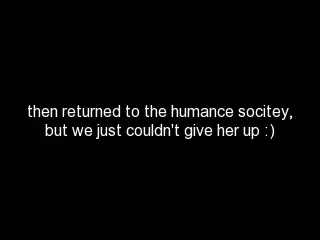 then returned to the humance socitey,
but we just couldn't give her up :)